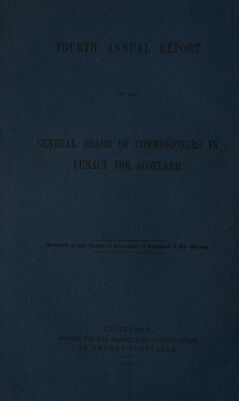 FOURTH ANNUAL REPORT
OF THE
GENERAL BOARD OF COMMISSIONERS IN
LUNACY FOR SCOTLAND.
Presented to both Houses of Parliament by Command of Her Majesty.
EDINBURGH:
PRINTED FOR HER MAJESTY'S STATIONERY OFFICE,
BY THOMAS CONSTABLE.